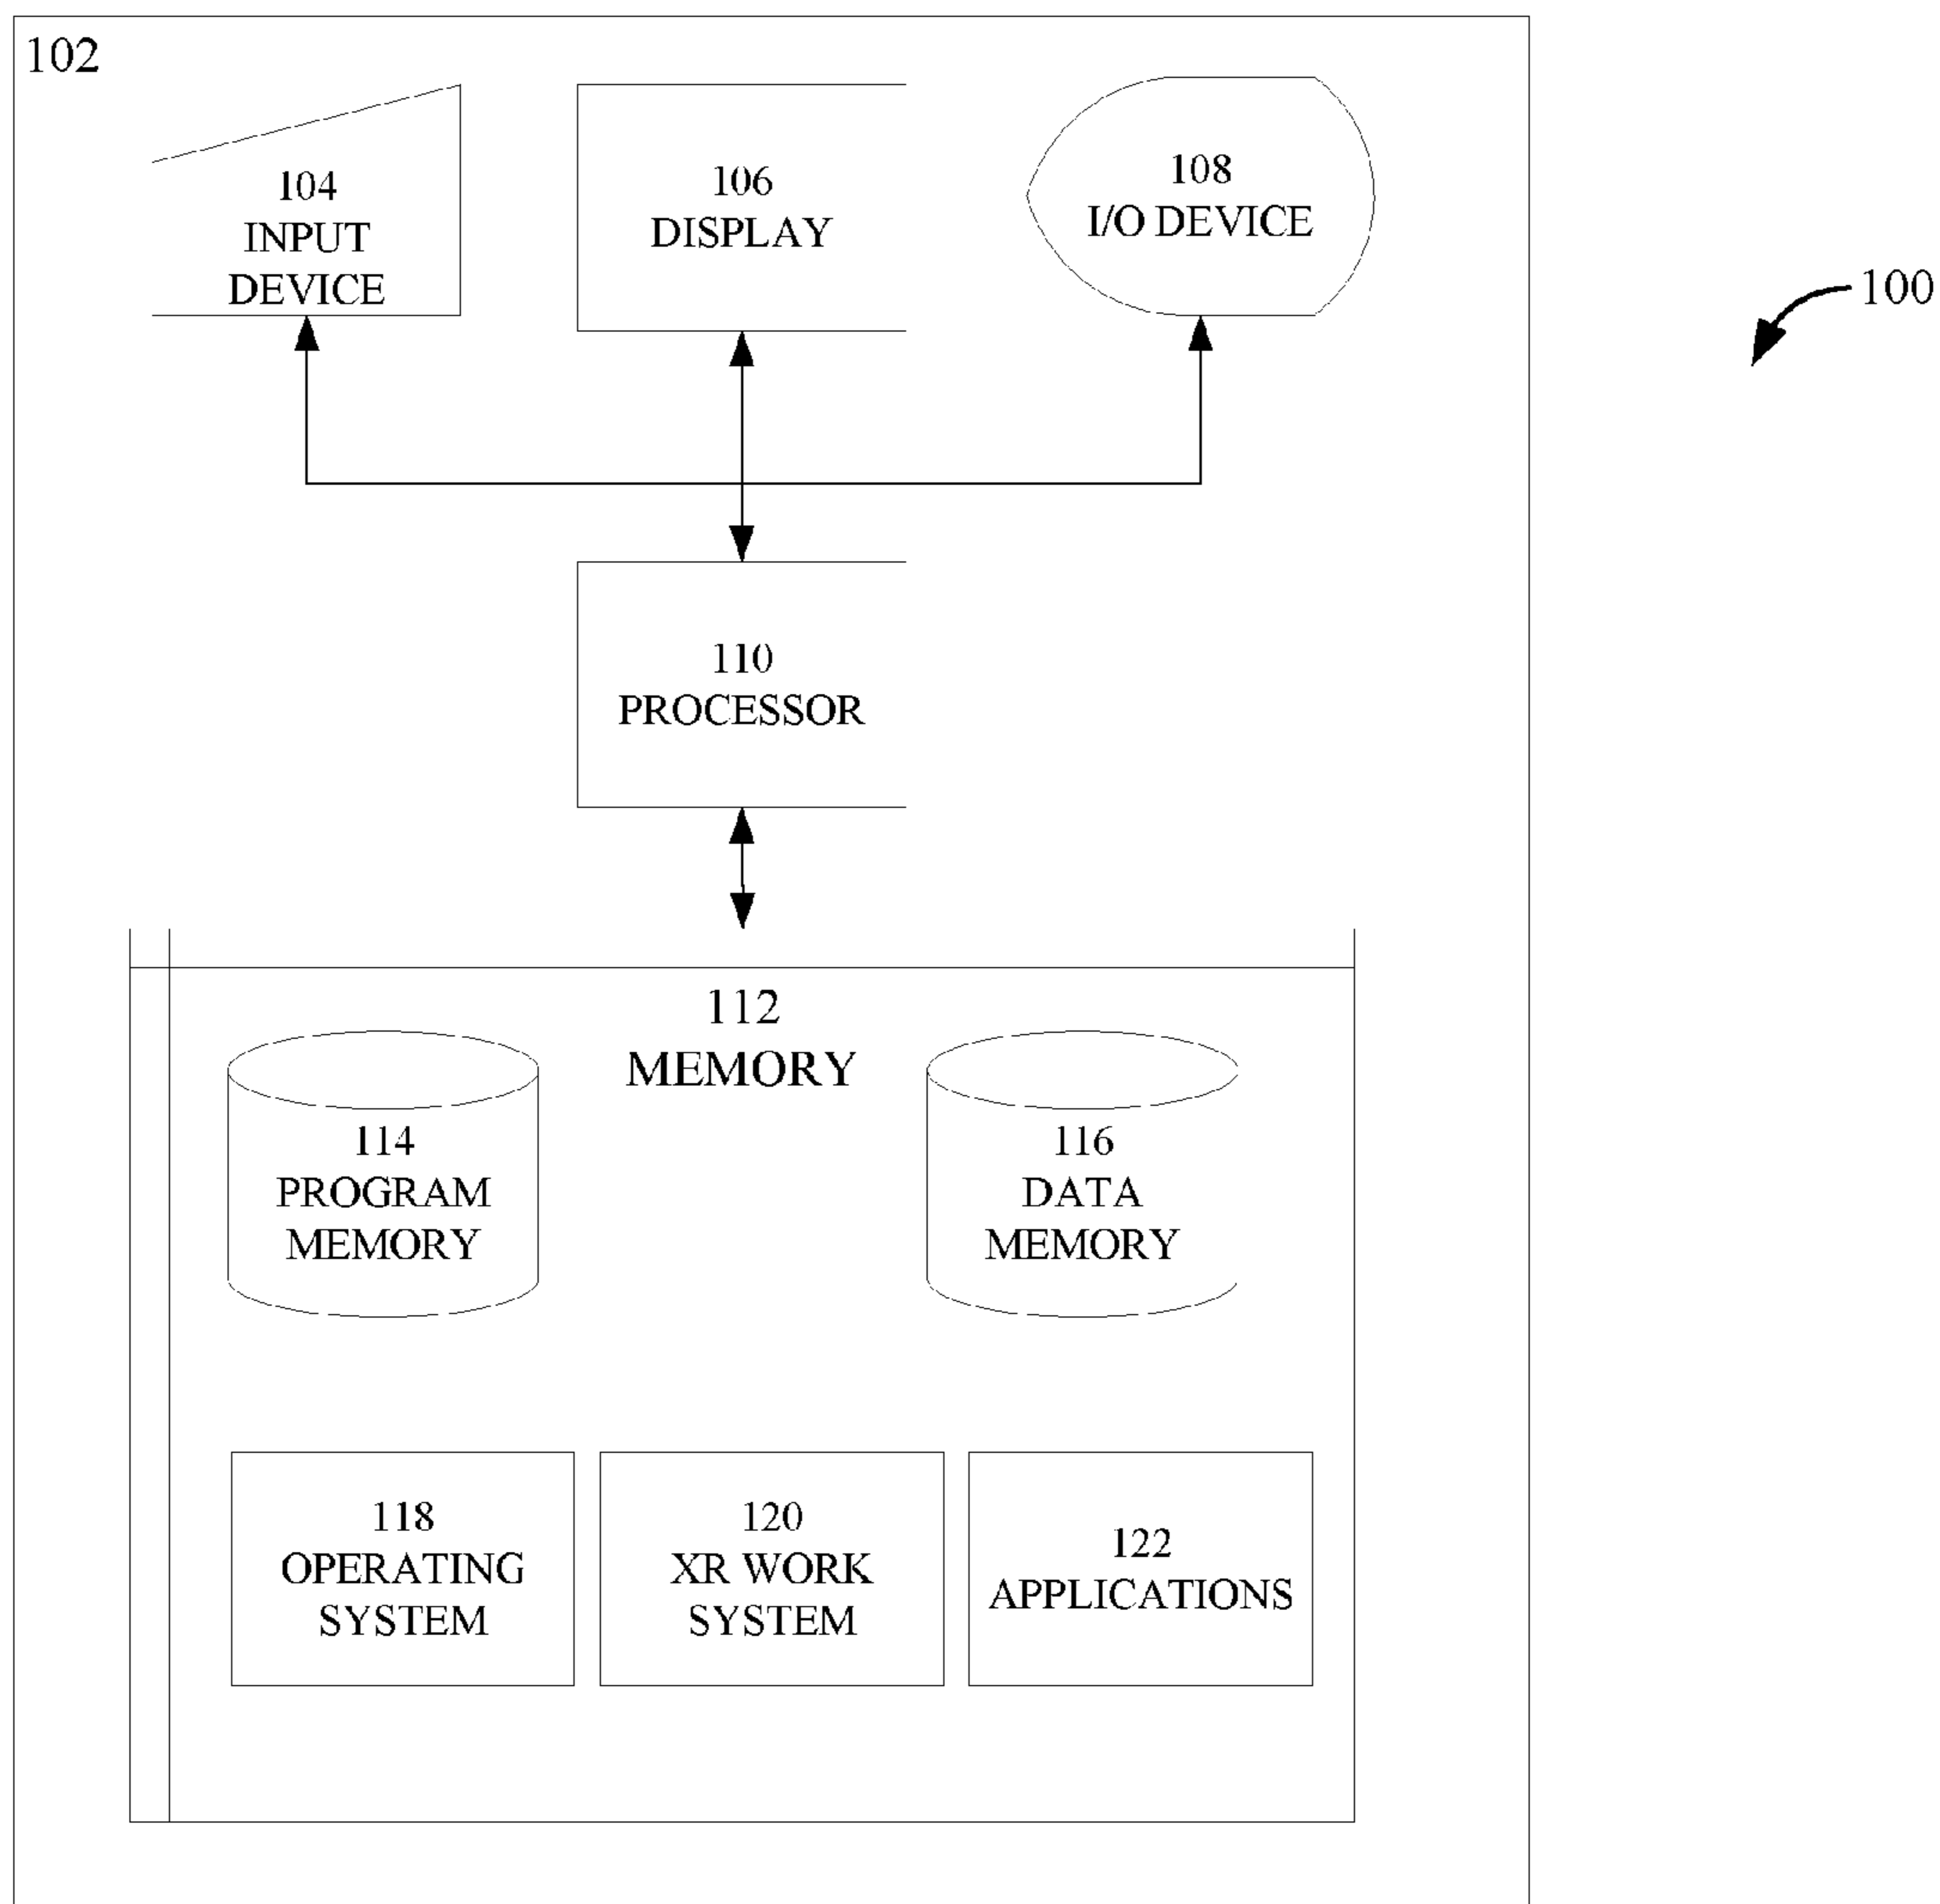 102
104
INPUT
DEVICE
106
DISPLAY
108
I/O DEVICE
100
110
PROCESSOR
112
MEMORY
114
PROGRAM
MEMORY
116
DATA
MEMORY
118
OPERATING
SYSTEM
120
XR WORK
SYSTEM
122
APPLICATIONS